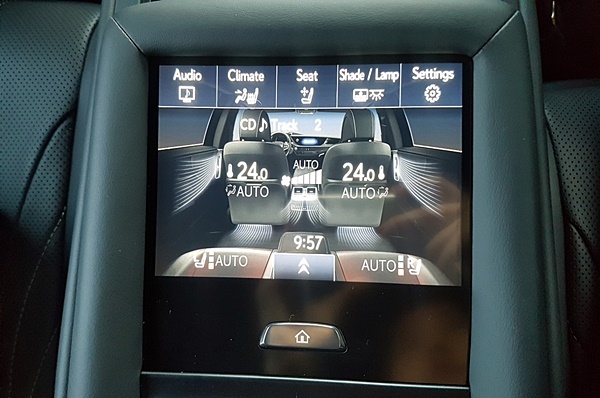 Audio Climate Seat Shade / Lamp Settings
CD Track 2
AUTO
24.0 24.0
AUTO AUTO
9:57
AUTO AUTO